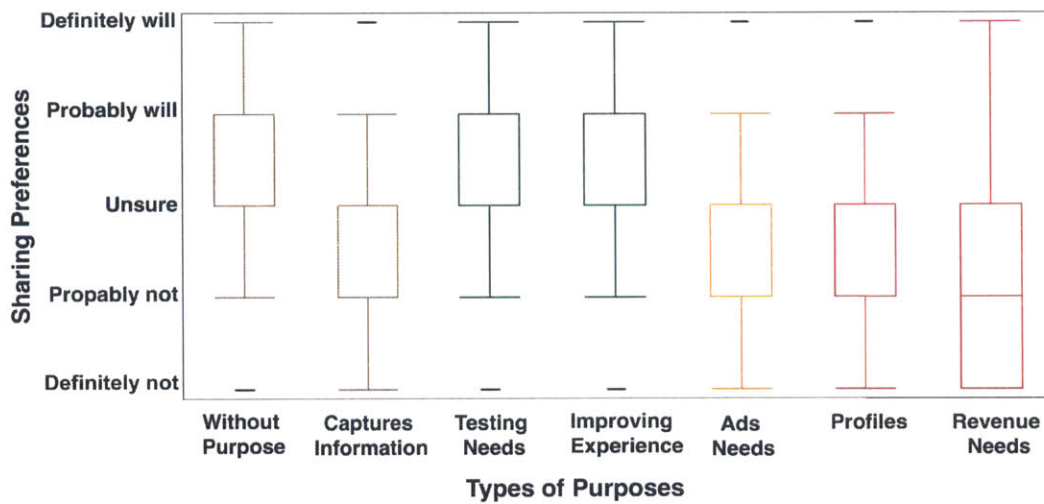 Definitely will
Probably will
Unsure
Propably not
Definitely not
Sharing Preferences
Without Purpose
Captures Information
Testing Needs
Improving Experience
Ads Needs
Profiles
Revenue Needs
Types of Purposes